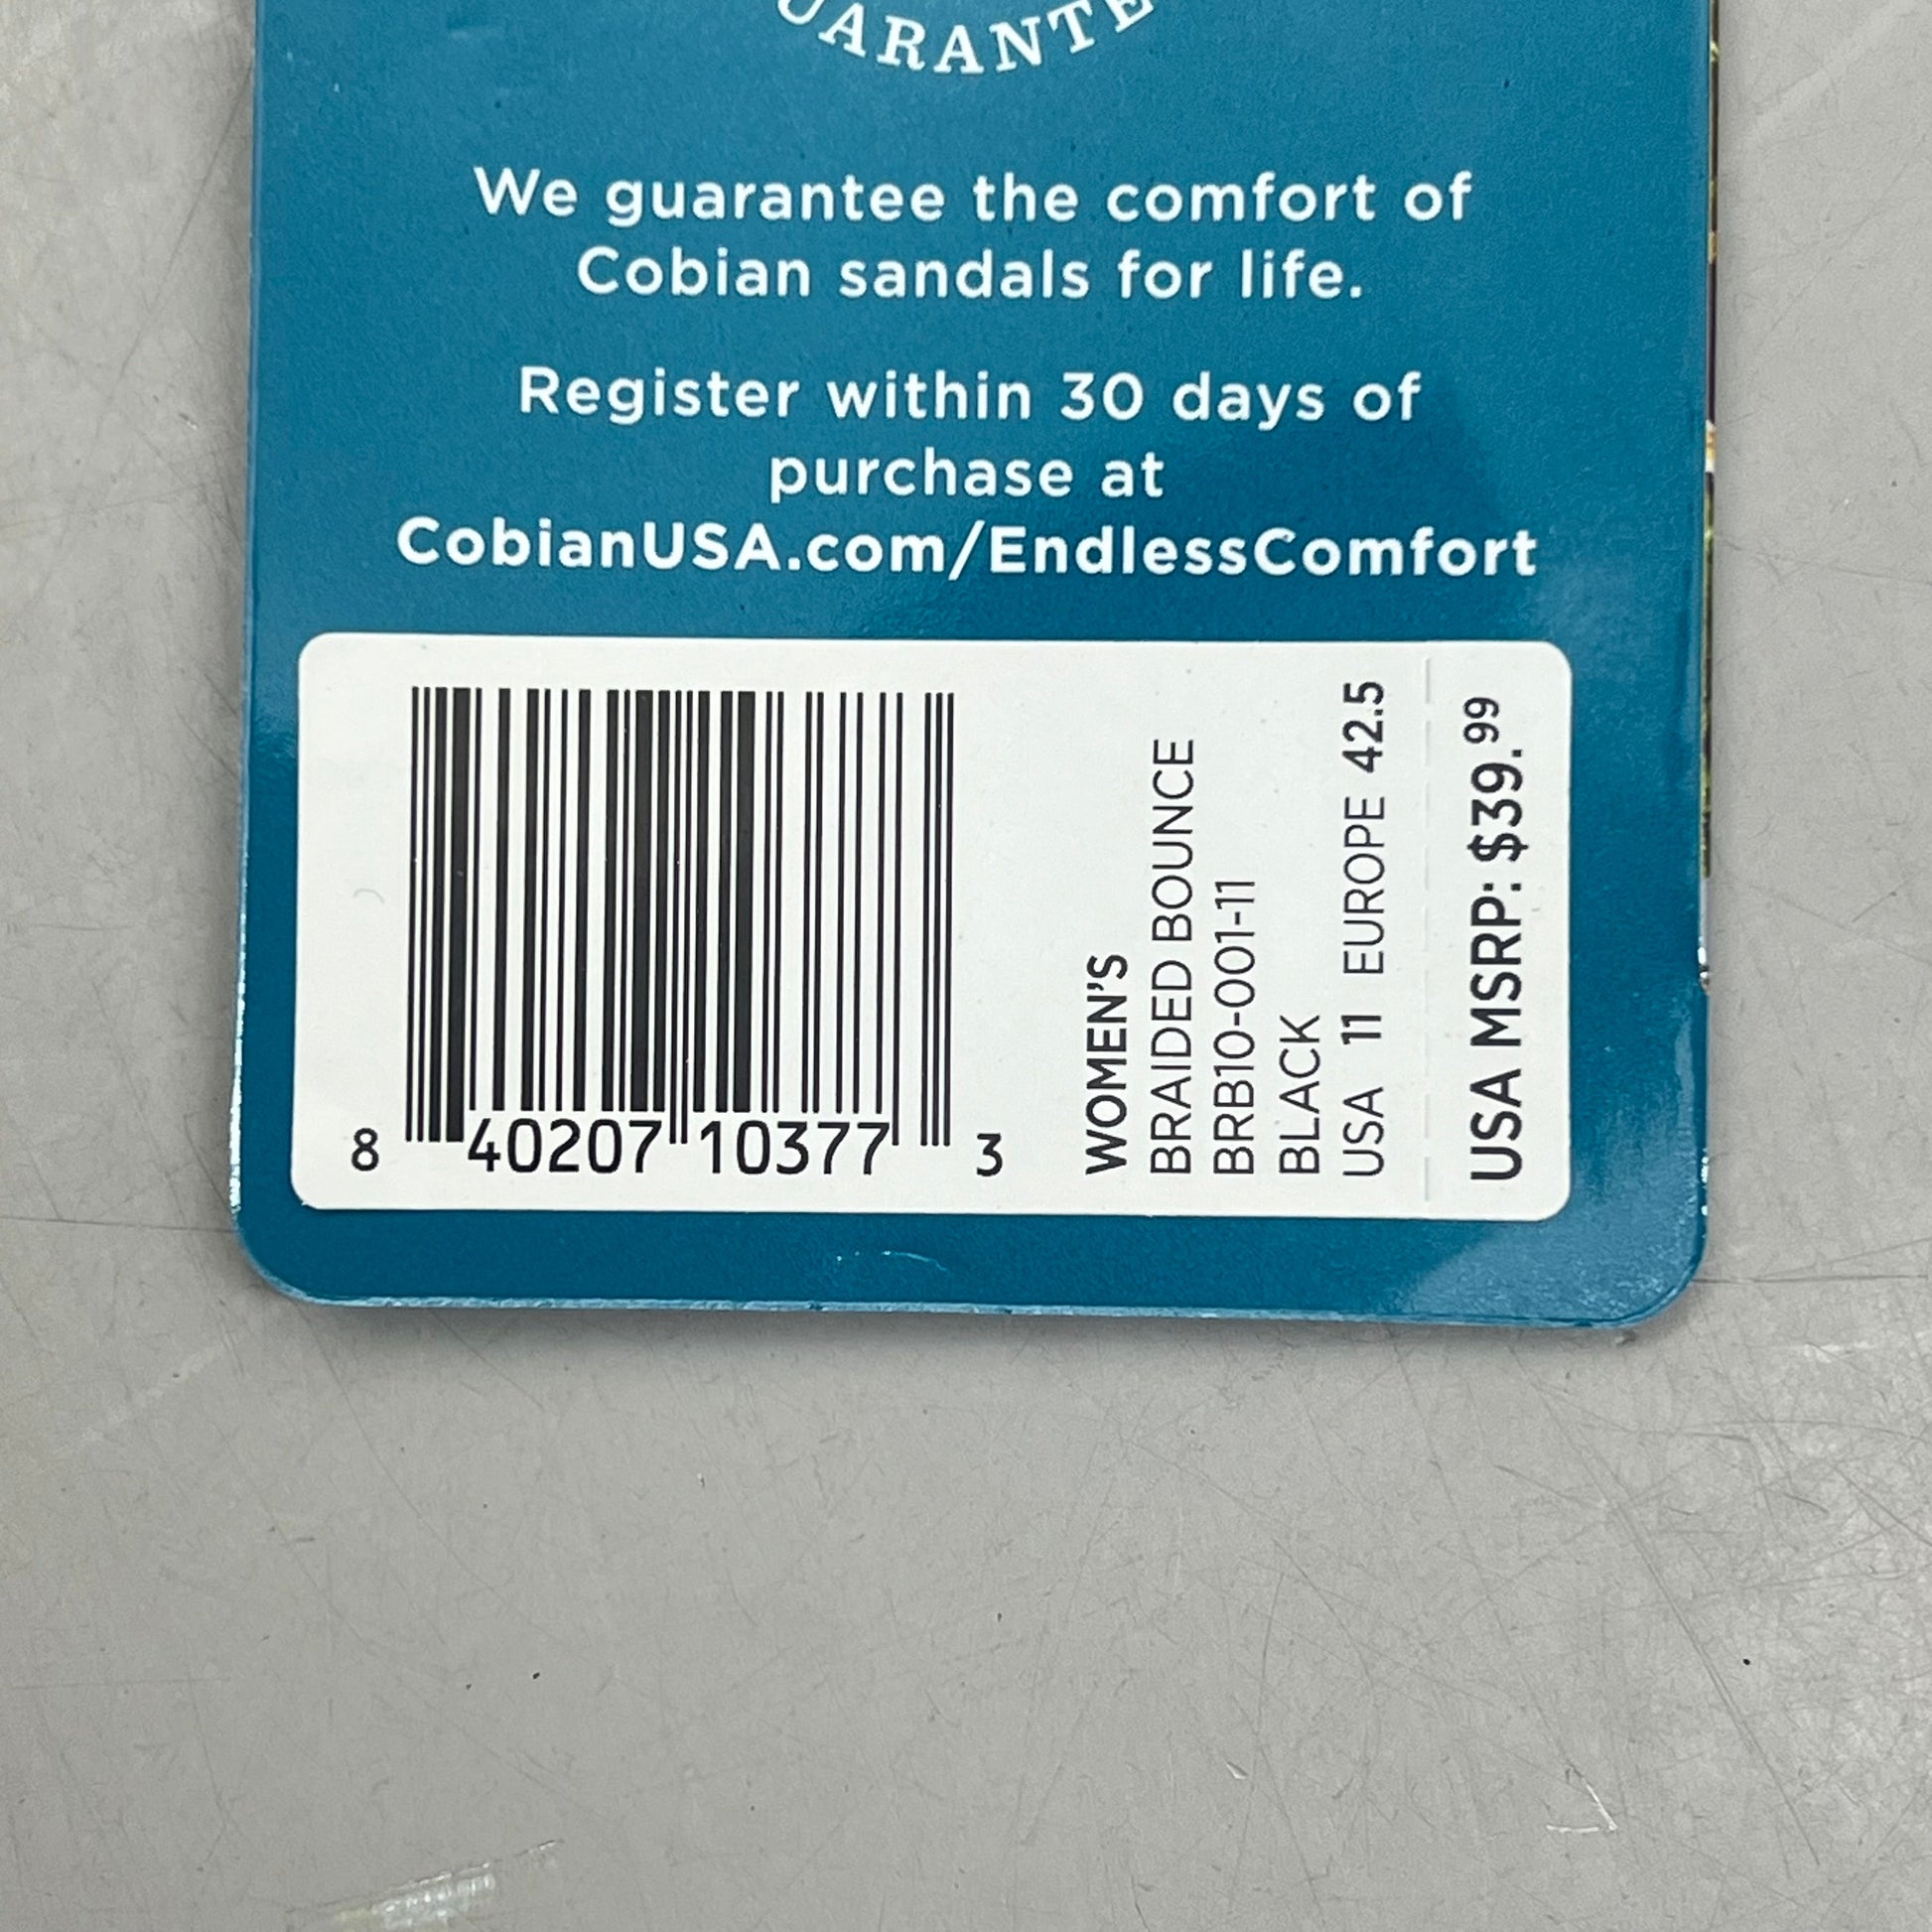 We guarantee the comfort of
Cobian sandals for life.
Register within 30 days of
purchase at
CobianUSA.com/EndlessComfort
8 40207 10377 3
WOMEN'S
BRAIDED BOUNCE
BRB10-001-11
BLACK
USA 11 EUROPE 42.5
USA MSRP: $39.99